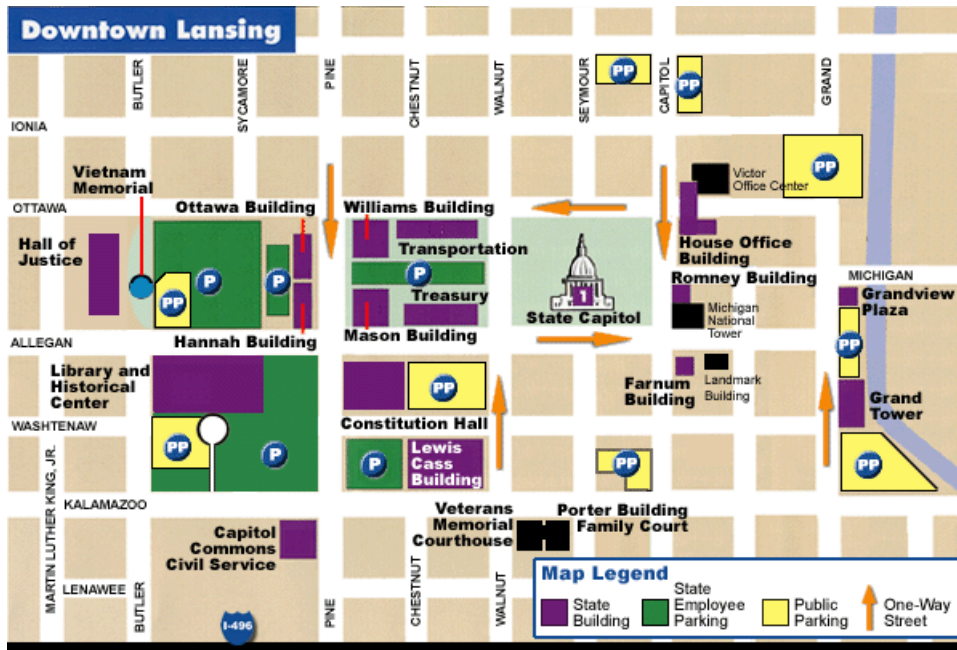 Downtown Lansing
BUTLER
SYCAMORE
PINE
CHESTNUT
WALNUT
SEYMOUR
CAPITOL
GRAND
PP
PP
IONIA
Vietnam
Memorial
Victor
Office Center
PP
OTTAWA
Ottawa Building
Williams Building
Hall of
Justice
Transportation
House Office
Building
P
P
P
PP
Treasury
1
State Capitol
Romney Building
MICHIGAN
Michigan
National
Tower
Grandview
Plaza
ALLEGAN
Hannah Building
Mason Building
PP
Library and
Historical
Center
PP
Farnum
Building
Landmark
Building
Grand
Tower
WASHTENAW
Constitution Hall
PP
P
P
Lewis
Cass
Building
PP
PP
MARTIN LUTHER KING, JR.
KALAMAZOO
Veterans
Memorial
Courthouse
Porter Building
Family Court
Capitol
Commons
Civil Service
LENAWEE
BUTLER
I-496
PINE
CHESTNUT
WALNUT
Map Legend
State
Building
State
Employee
Parking
Public
Parking
One-Way
Street